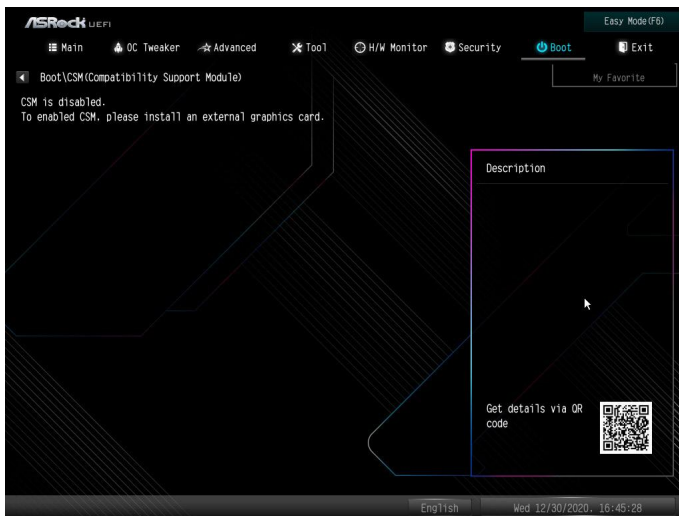 ASRock UEFI
Easy Mode(F6)
Main OC Tweaker Advanced Tool H/W Monitor Security Boot Exit
Boot\CSM(Compatibility Support Module)
My Favorite
CSM is disabled.
To enabled CSM, please install an external graphics card.
Description
Get details via QR
code
English
Wed 12/30/2020, 16:45:28